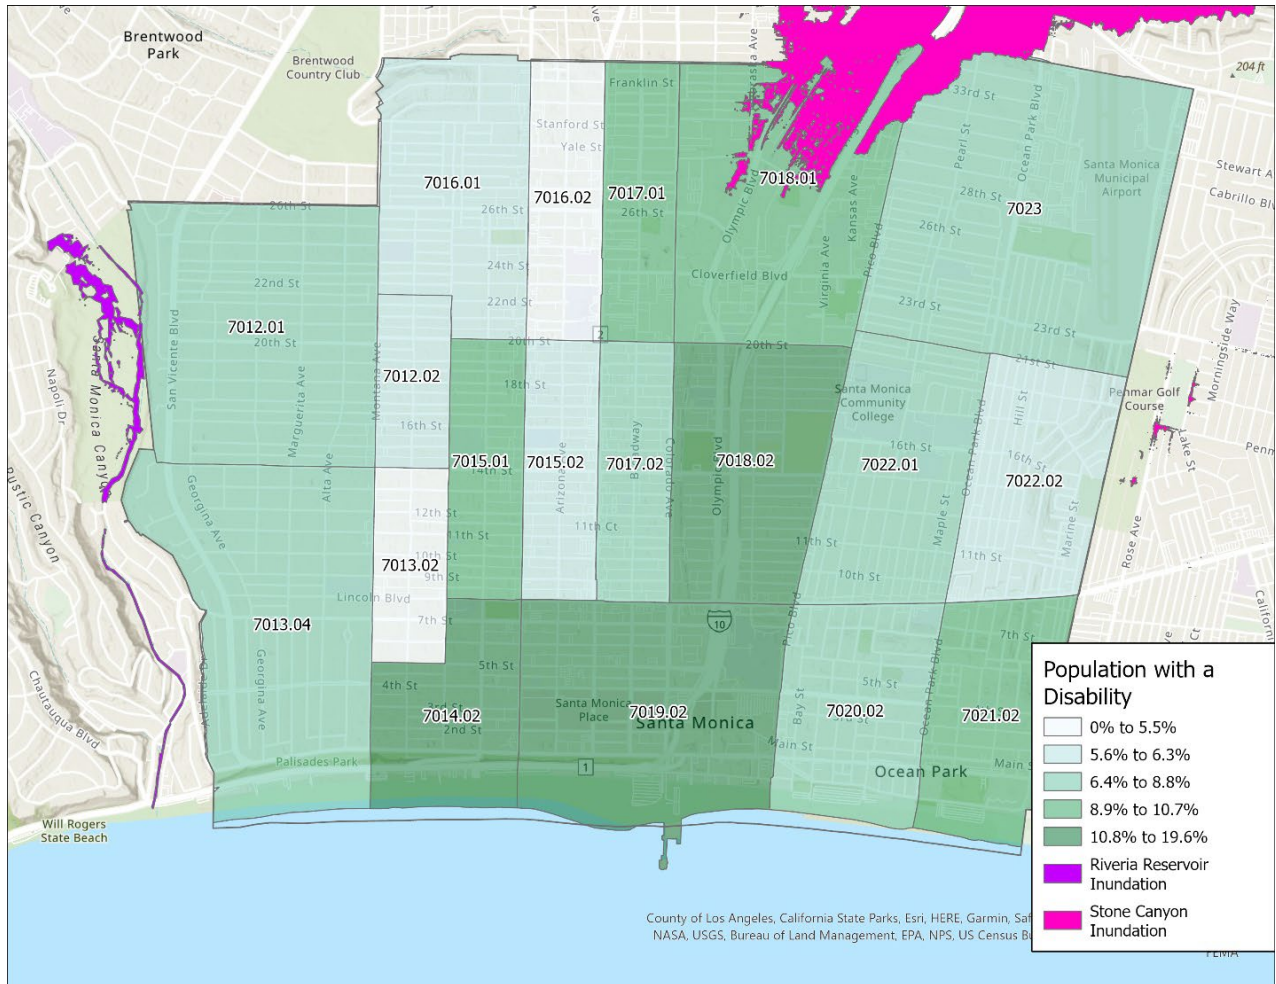 Brentwood
Park
Brentwood
Country Club
204 ft
Franklin St
33rd St
Ocean Park Blvd
Pearl St
Stanford St
Yale St
Santa Monica
Municipal
Airport
Stewart A
Cabrillo Blv
7016.01
7016.02
7017.01
7018.01
28th St
7023
26th St
26th St
26th St
26th St
Olympic Blvd
Kansas Ave
Pico Blvd
Virginia Ave
24th St
Cloverfield Blvd
22nd St
22nd St
23rd St
23rd St
7012.01
20th St
20th St
2
20th St
21st St
San Vicente Blvd
Santa Monica Canyon
Napoli Dr
Marguerita Ave
Montana Ave
Morningside Way
7012.02
18th St
Santa Monica
Community
College
Penmar Golf
Course
Hill St
16th St
16th St
16th St
Lake St
Penn
7015.01
14th St
7015.02
7017.02
7018.02
7022.01
7022.02
Arizona Ave
Broadway
Colorado Ave
Olympic Blvd
Ocean Park Blvd
Maple St
Marine St
Rose Ave
Rustic Canyon
Georgina Ave
Alta Ave
12th St
11th St
11th Ct
11th St
11th St
10th St
10th St
9th St
7013.02
Lincoln Blvd
7th St
7013.04
10
Pico Blvd
Californi
Ct
7th St
5th St
5th St
4th St
3rd St
2nd St
3rd St
7014.02
Santa Monica
Place
7019.02
Santa Monica
7020.02
7021.02
Bay St
Ocean Park Blvd
Main St
Main S
Georgina Ave
Chautauqua Blvd
Palisades Park
1
Ocean Park
Will Rogers
State Beach
Population with a
Disability
0% to 5.5%
5.6% to 6.3%
6.4% to 8.8%
8.9% to 10.7%
10.8% to 19.6%
Riveria Reservoir
Inundation
Stone Canyon
Inundation
County of Los Angeles, California State Parks, Esri, HERE, Garmin, Saf
NASA, USGS, Bureau of Land Management, EPA, NPS, US Census Bu
FEMA